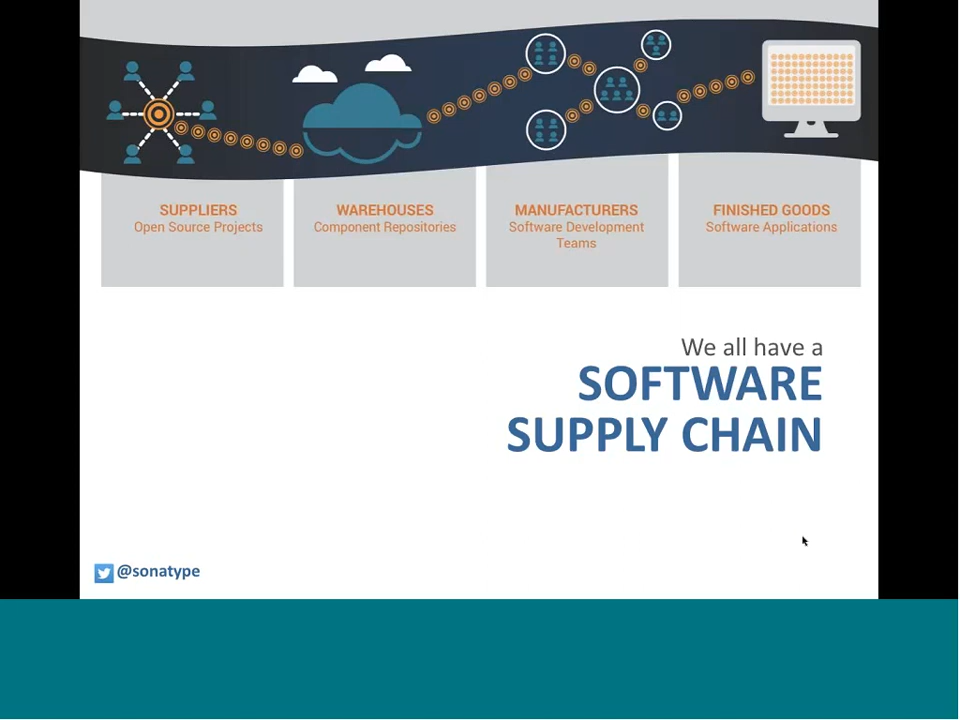 SUPPLIERS
Open Source Projects
WAREHOUSES
Component Repositories
MANUFACTURERS
Software Development
Teams
FINISHED GOODS
Software Applications
We all have a
SOFTWARE
SUPPLY CHAIN
@sonatype